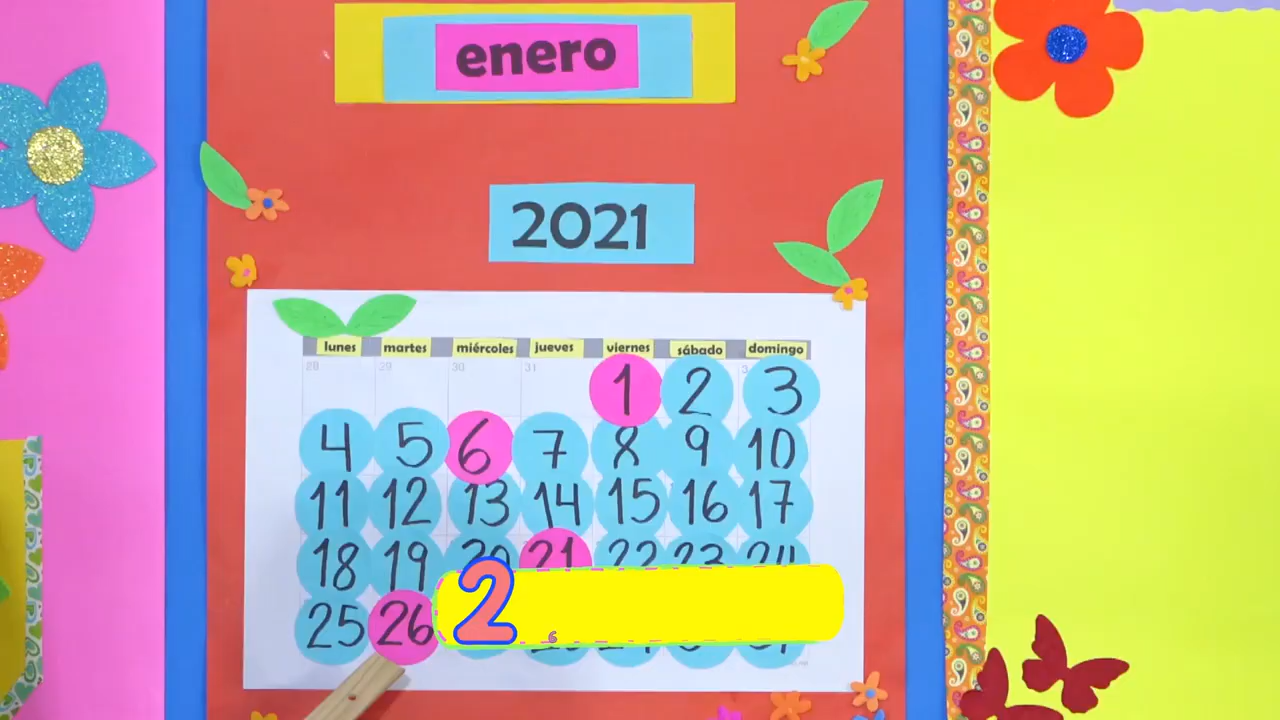 enero
2021
lunes martes miércoles jueves viernes sábado domingo
28 29 30 31 1 2 3
4 5 6 7 8 9 10
11 12 13 14 15 16 17
18 19 20 21 22 23 24
25 26
2 6